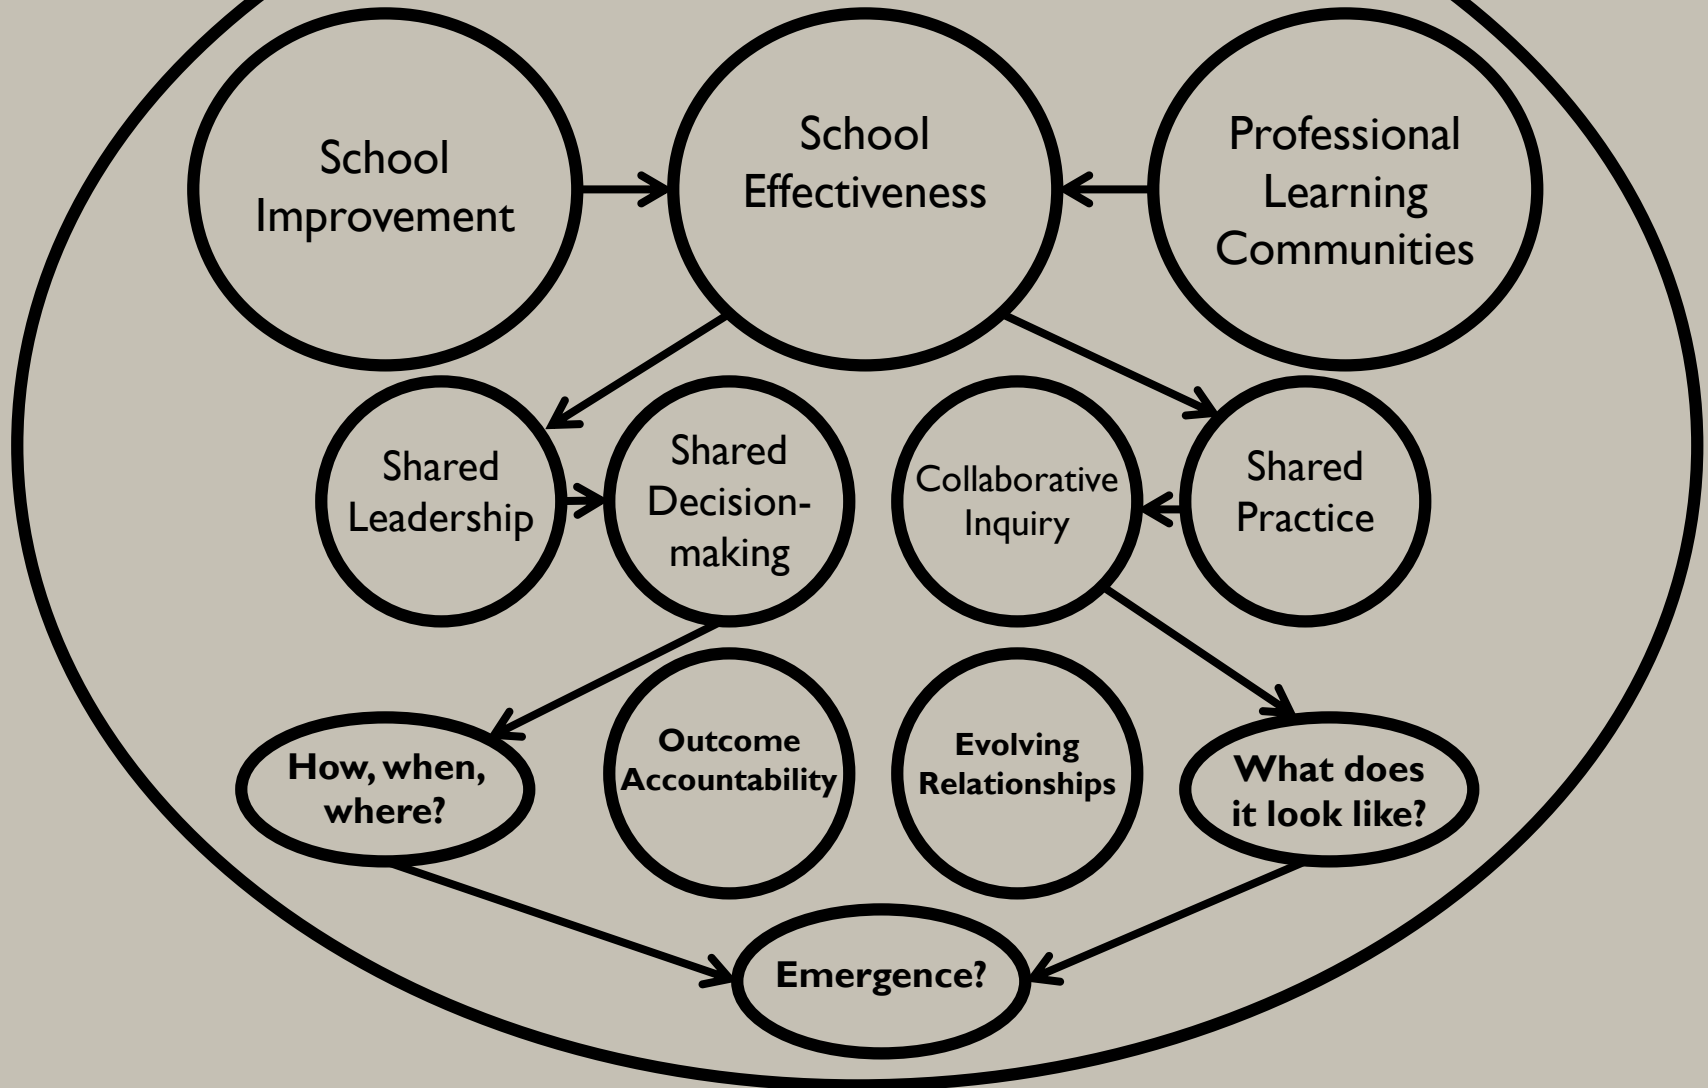 School
Improvement
School
Effectiveness
Professional
Learning
Communities
Shared
Leadership
Shared
Decision-
making
Collaborative
Inquiry
Shared
Practice
How, when,
where?
Outcome
Accountability
Evolving
Relationships
What does
it look like?
Emergence?